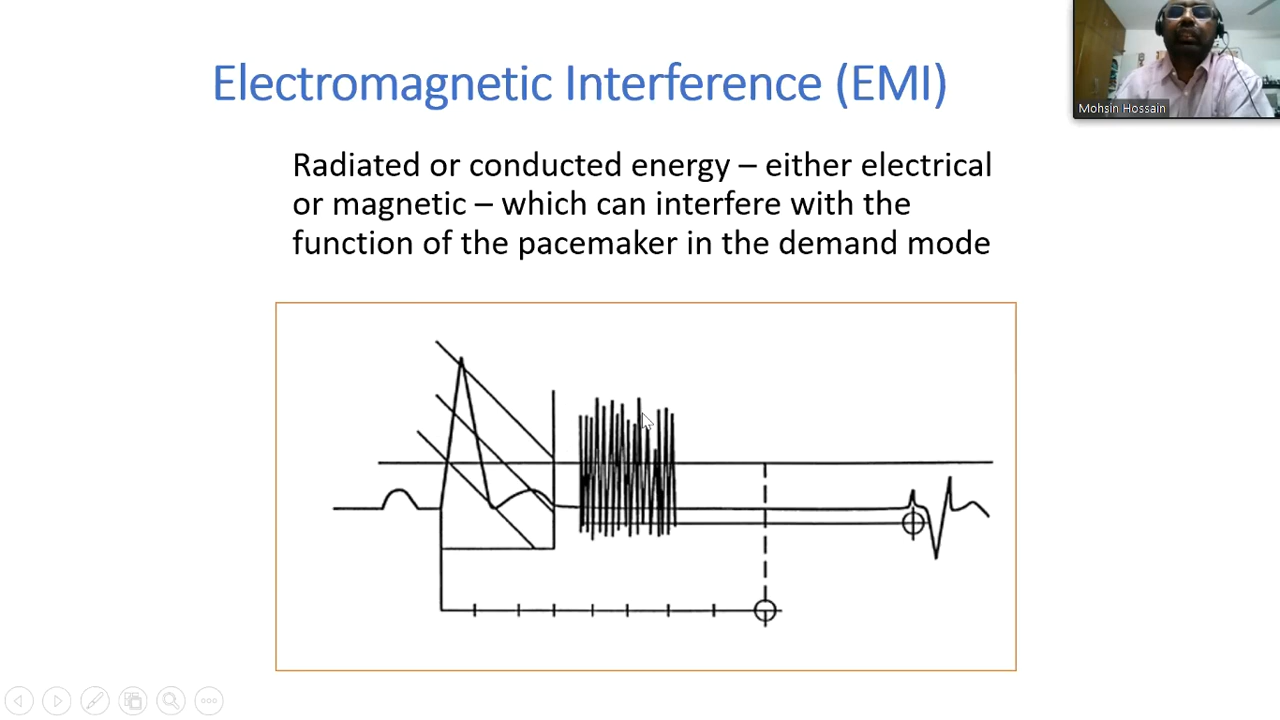 Electromagnetic Interference (EMI)
Mohsin Hossain
Radiated or conducted energy – either electrical
or magnetic – which can interfere with the
function of the pacemaker in the demand mode